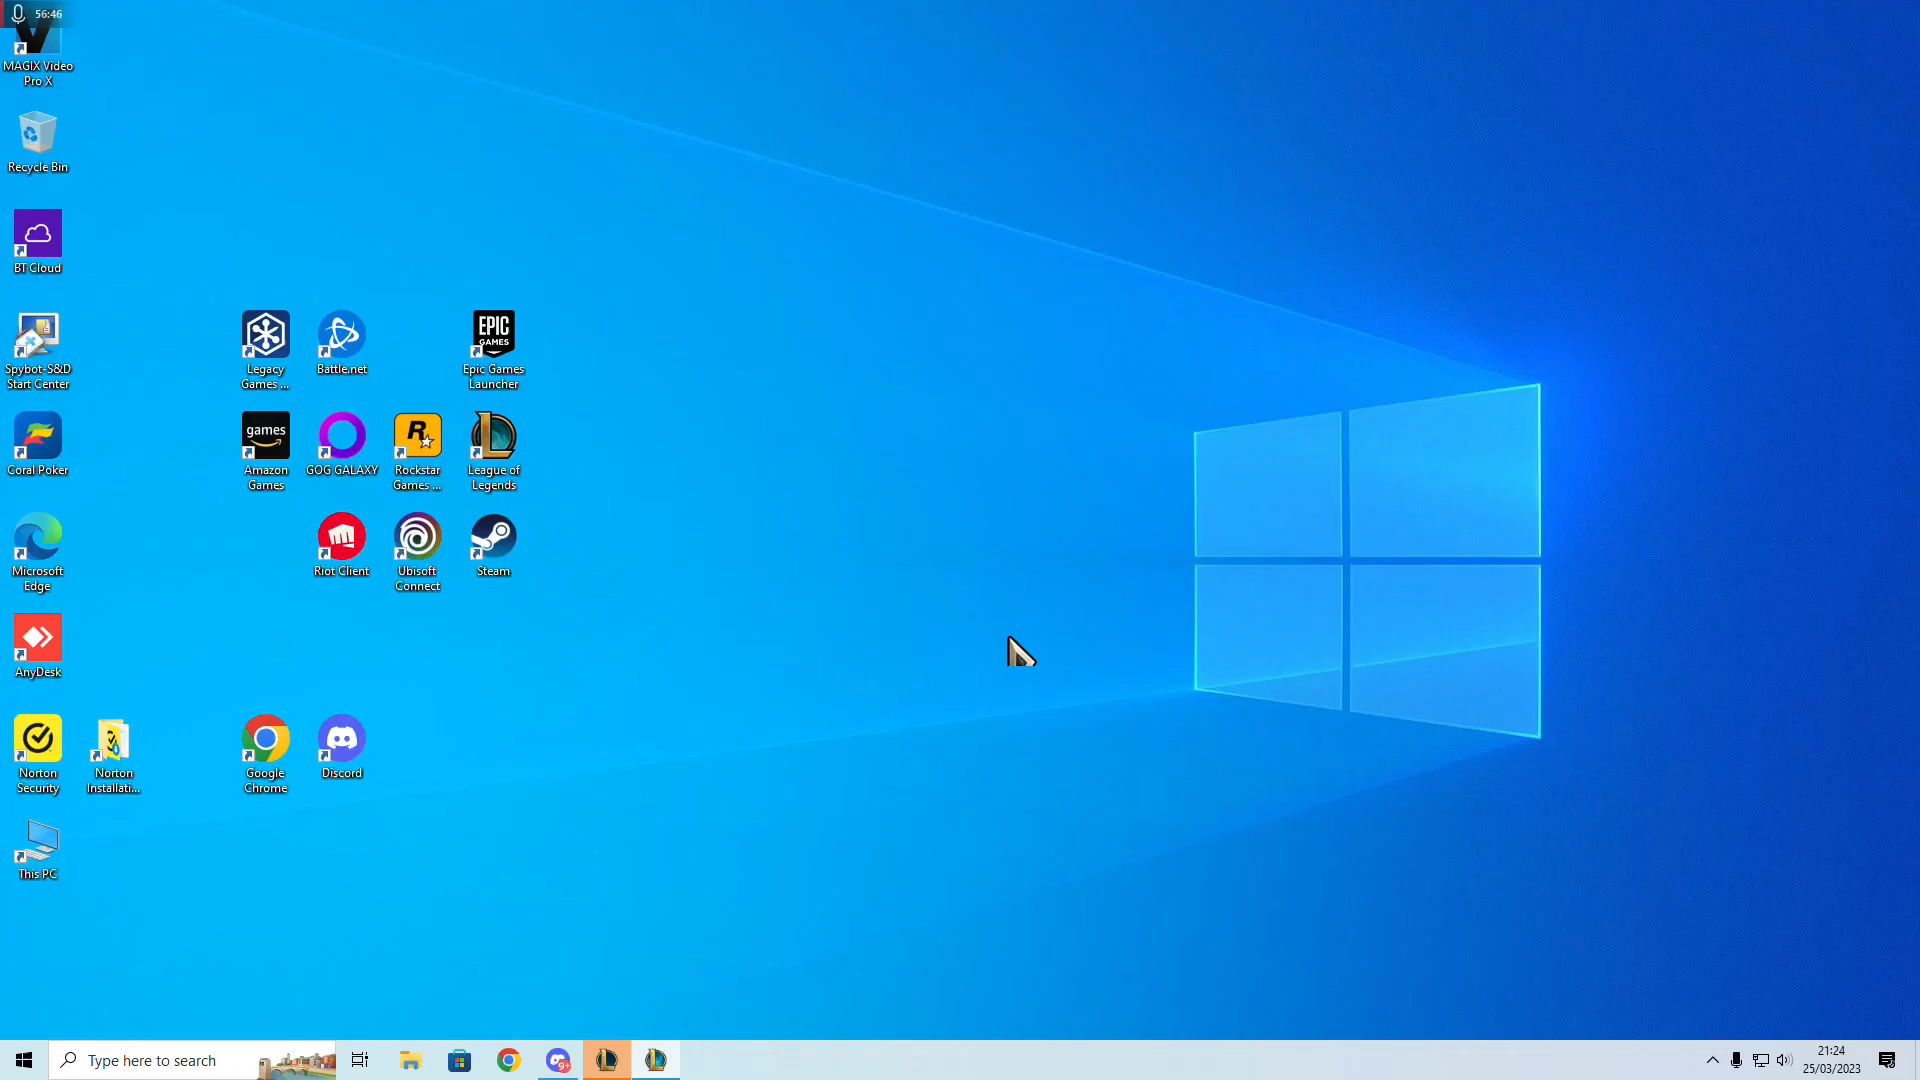 56:46
MAGIX Video
Pro X
Recycle Bin
BT Cloud
Spybot-S&D
Start Center
Legacy
Games ...
Battle.net
EPIC
GAMES
Epic Games
Launcher
Coral Poker
games
Amazon
Games
GOG GALAXY
R
Rockstar
Games ...
League of
Legends
Microsoft
Edge
Riot Client
Ubisoft
Connect
Steam
AnyDesk
Norton
Security
Norton
Installati...
Google
Chrome
Discord
This PC
Type here to search
9+
21:24
25/03/2023